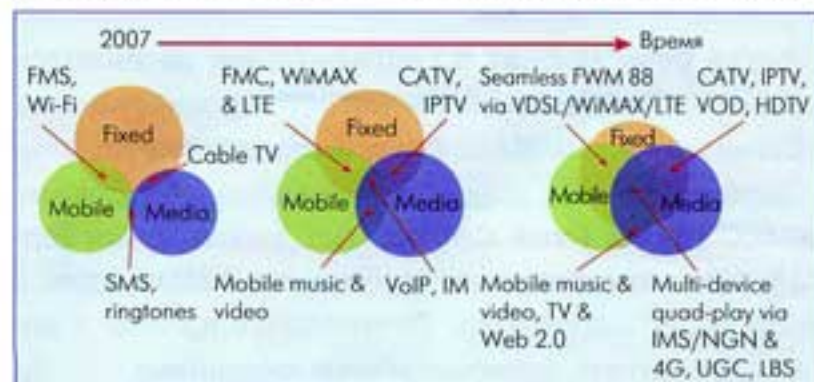 2007
Время
FMS,
Wi-Fi
Fixed
Cable TV
Mobile
Media
SMS,
ringtones
FMC, WiMAX
& LTE
CATV,
IPTV
Fixed
Mobile
Media
Mobile music &
video
VoIP, IM
Seamless FWM 88
via VDSL/WiMAX/LTE
CATV, IPTV,
VOD, HDTV
Fixed
Mobile
Media
Mobile music &
video, TV &
Web 2.0
Multi-device
quad-play via
IMS/NGN &
4G, UGC, LBS